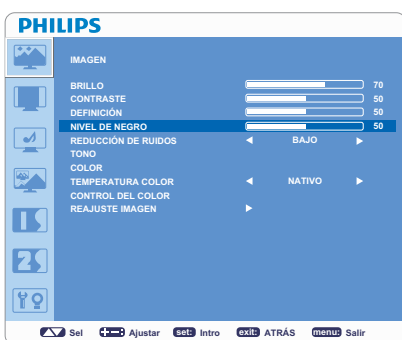 PHILIPS
IMAGEN
BRILLO 70
CONTRASTE 50
DEFINICIÓN 50
NIVEL DE NEGRO 50
REDUCCIÓN DE RUIDOS BAJO
TONO
COLOR
TEMPERATURA COLOR NATIVO
CONTROL DEL COLOR
REAJUSTE IMAGEN
Sel Ajustar set: Intro exit: ATRÁS menu: Salir